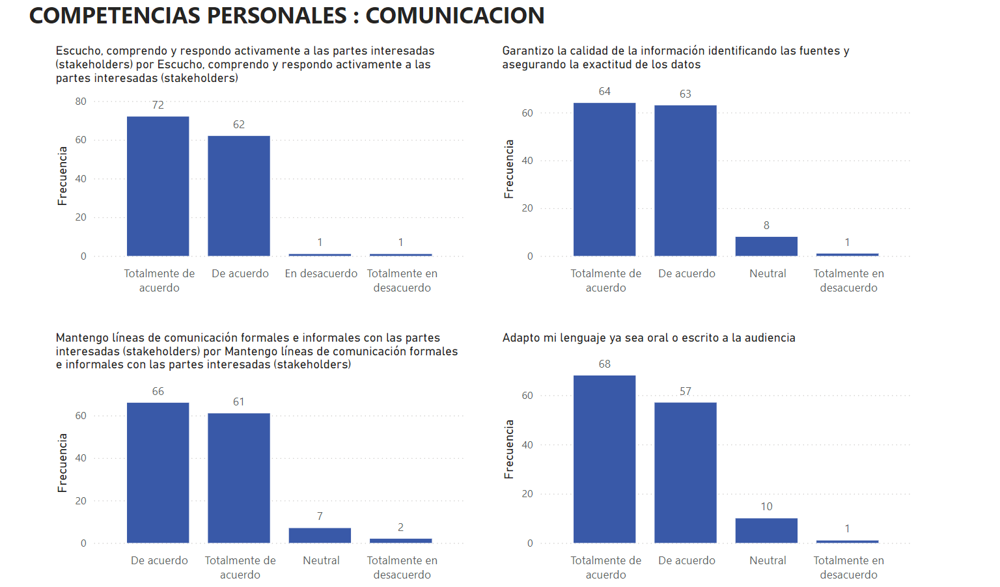 COMPETENCIAS PERSONALES : COMUNICACION
Escucho, comprendo y respondo activamente a las partes interesadas
(stakeholders) por Escucho, comprendo y respondo activamente a las
partes interesadas (stakeholders)
80
60
40
20
0
Frecuencia
72
62
1
1
Totalmente de
acuerdo
De acuerdo
En desacuerdo
Totalmente en
desacuerdo
Garantizo la calidad de la información identificando las fuentes y
asegurando la exactitud de los datos
60
40
20
0
Frecuencia
64
63
8
1
Totalmente de
acuerdo
De acuerdo
Neutral
Totalmente en
desacuerdo
Mantengo líneas de comunicación formales e informales con las partes
interesadas (stakeholders) por Mantengo líneas de comunicación formales
e informales con las partes interesadas (stakeholders)
60
40
20
0
Frecuencia
66
61
7
2
De acuerdo
Totalmente de
acuerdo
Neutral
Totalmente en
desacuerdo
Adapto mi lenguaje ya sea oral o escrito a la audiencia
60
40
20
0
Frecuencia
68
57
10
1
Totalmente de
acuerdo
De acuerdo
Neutral
Totalmente en
desacuerdo